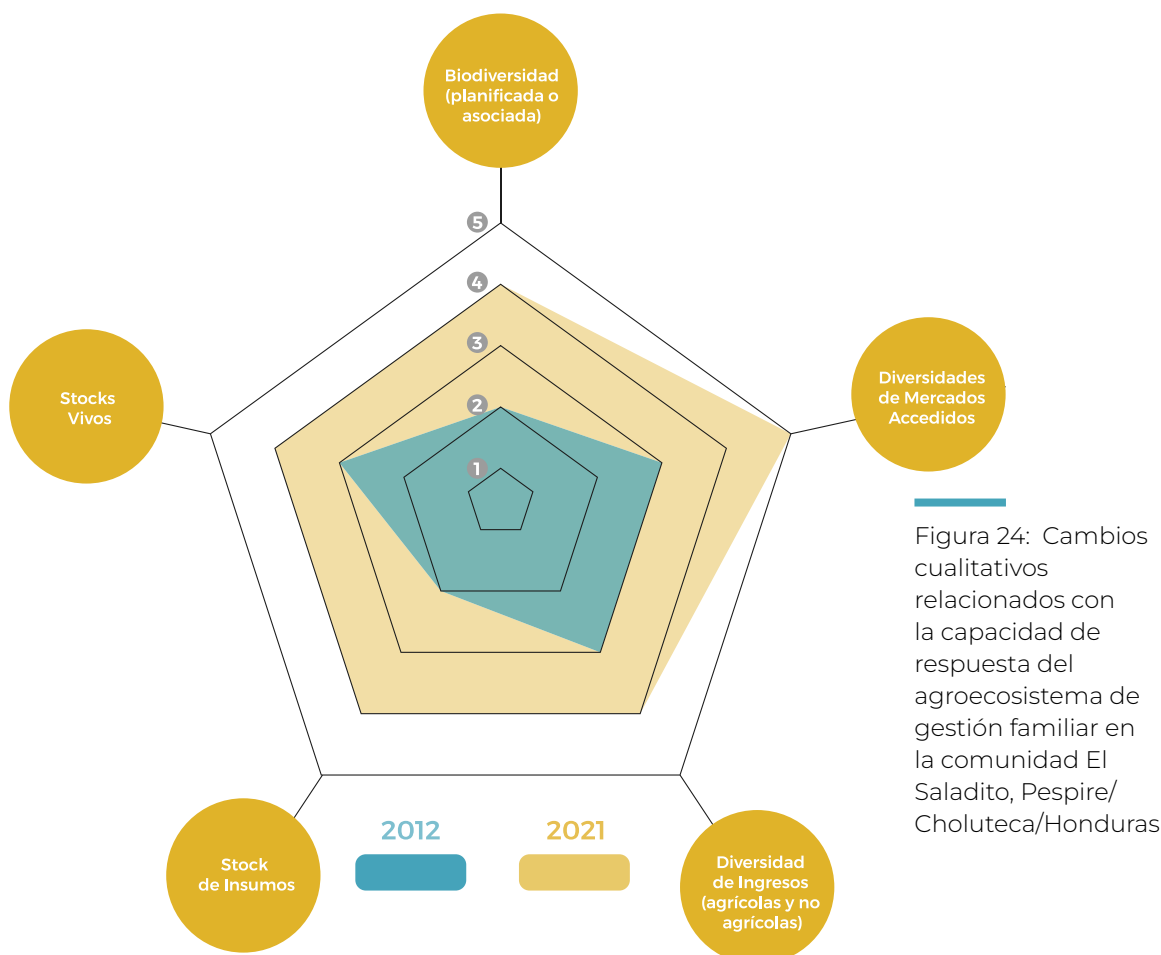 Biodiversidad
(planificada o
asociada)
5
4
3
2
1
Stocks
Vivos
Diversidades
de Mercados
Accedidos
Figura 24: Cambios
cualitativos
relacionados con
la capacidad de
respuesta del
agroecosistema de
gestión familiar en
la comunidad El
Saladito, Pespire/
Choluteca/Honduras
Stock
de Insumos
2012
2021
Diversidad
de Ingresos
(agrícolas y no
agrícolas)